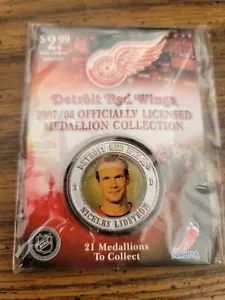 $2.99
Detroit Red Wings
2007/08 OFFICIALLY LICENSED
MEDALLION COLLECTION
DETROIT RED WINGS
NICKLAS LIDSTROM
21 Medallions
To Collect
NHL